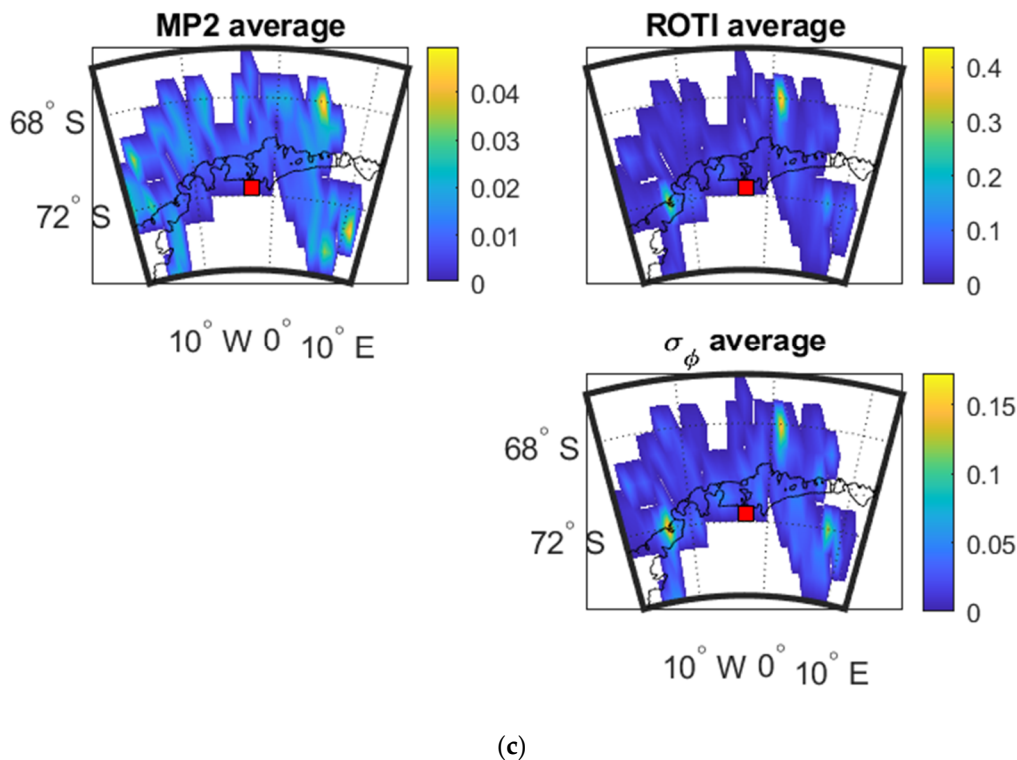 MP2 average
68° S
72° S
0.04
0.03
0.02
0.01
0
10° W 0° 10° E
ROTI average
0.4
0.3
0.2
0.1
0
σϕ average
68° S
72° S
0.15
0.1
0.05
0
10° W 0° 10° E
(c)